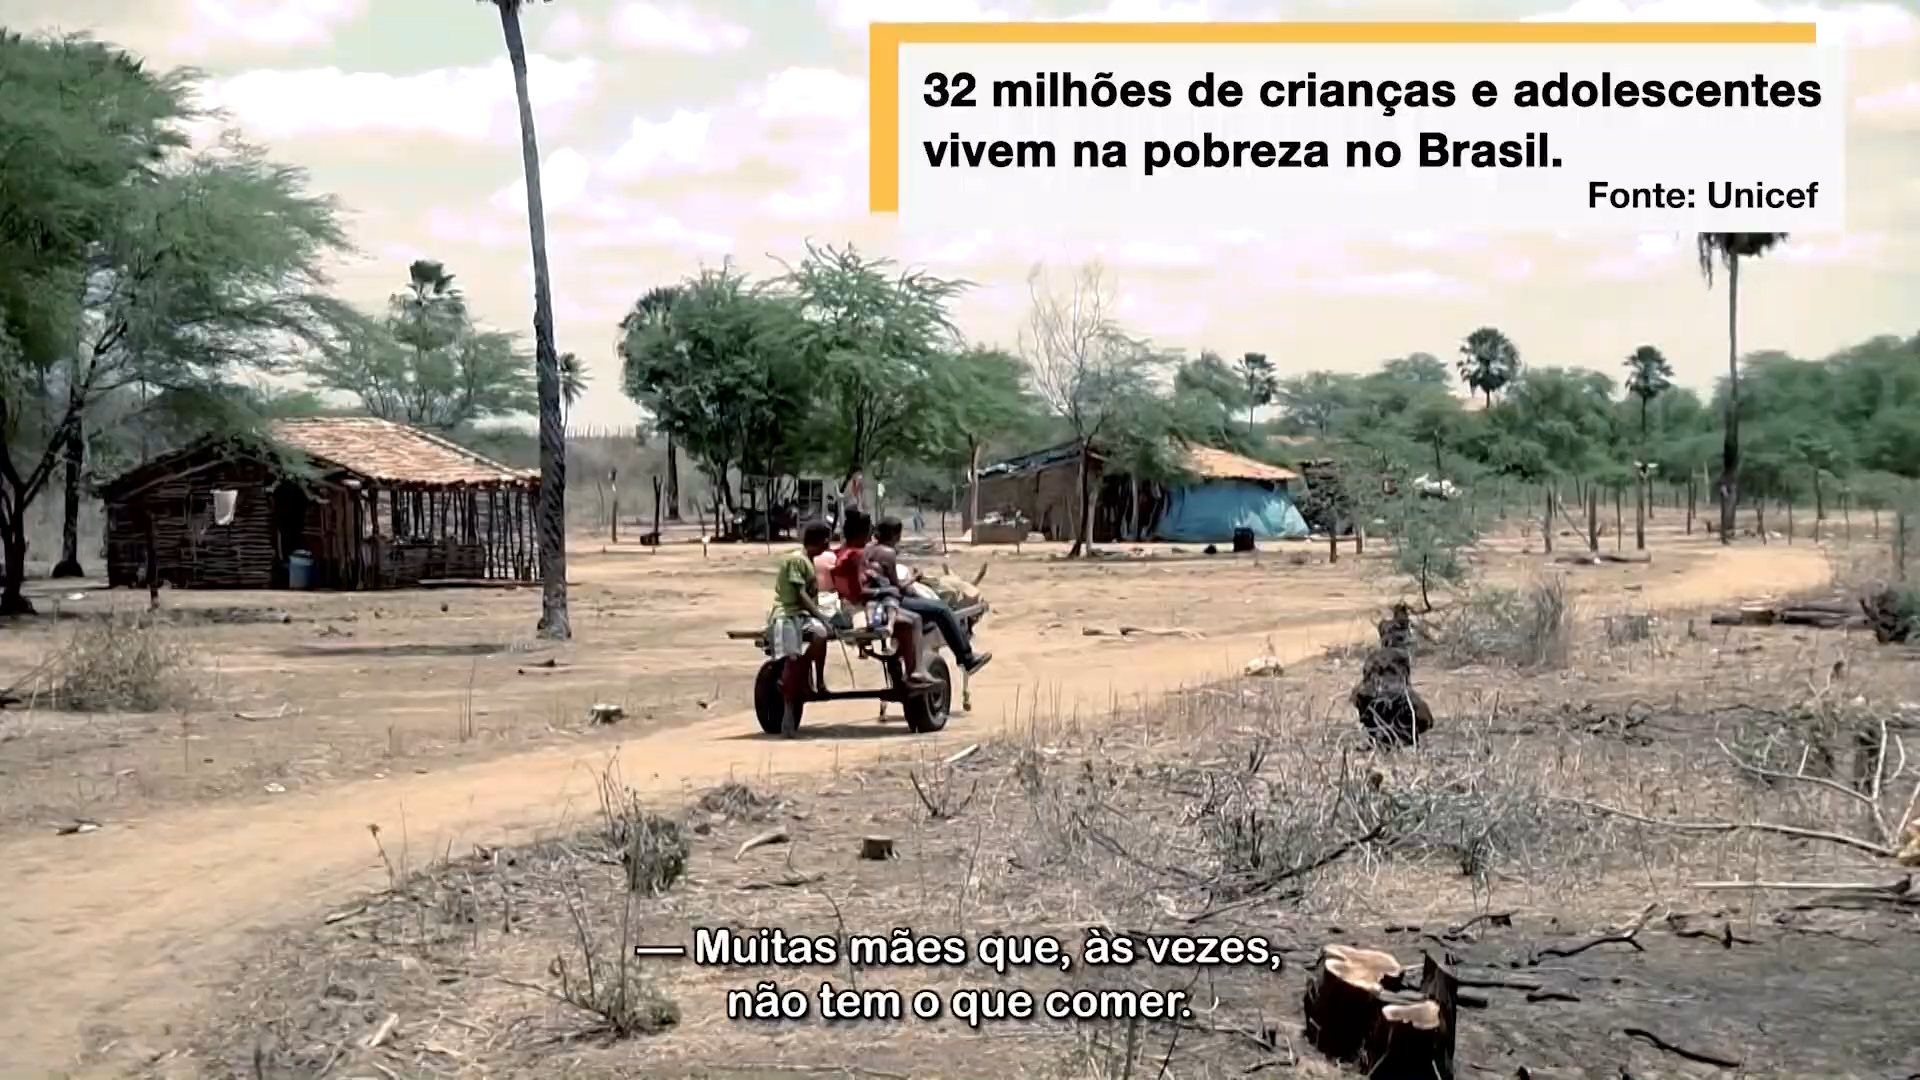 32 milhões de crianças e adolescentes
vivem na pobreza no Brasil.
Fonte: Unicef
— Muitas mães que, às vezes,
não tem o que comer.